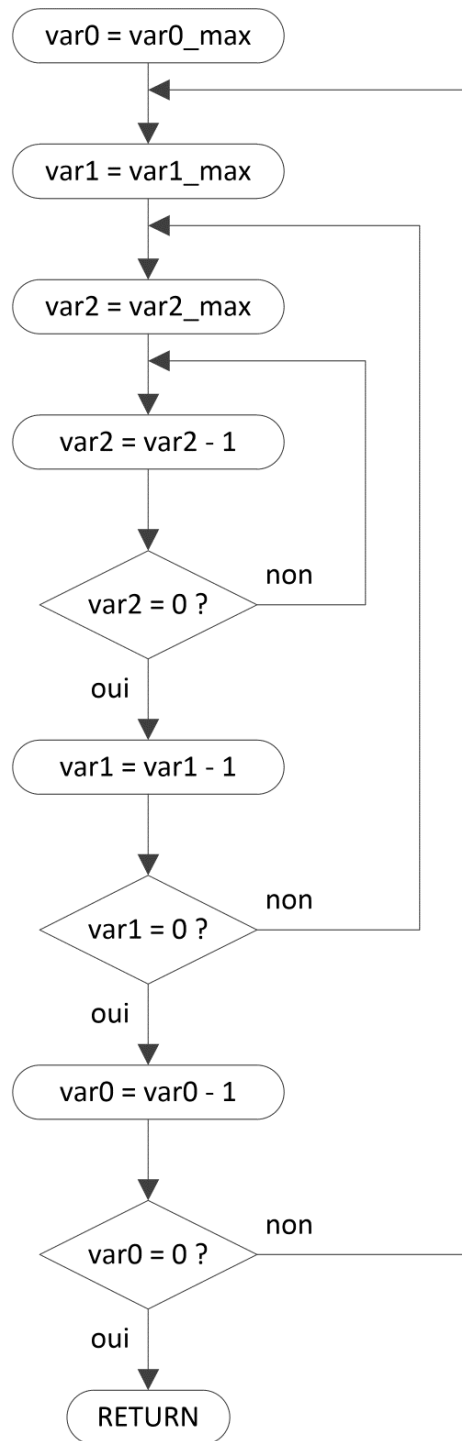 var0 = var0_max
var1 = var1_max
var2 = var2_max
var2 = var2 - 1
var2 = 0 ?
non
oui
var1 = var1 - 1
var1 = 0 ?
non
oui
var0 = var0 - 1
var0 = 0 ?
non
oui
RETURN